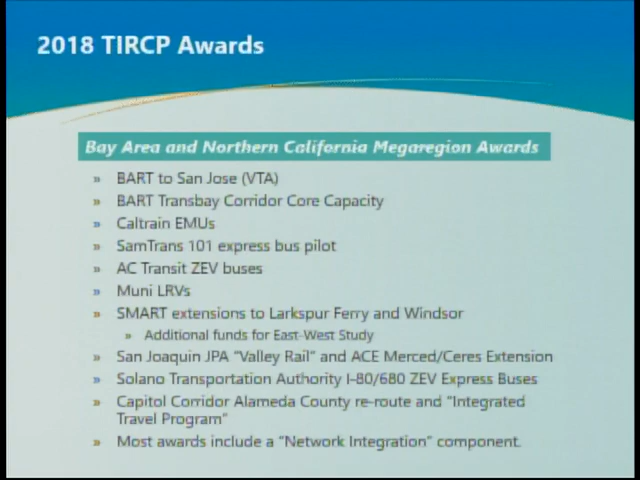 2018 TIRCP Awards
Bay Area and Northern California Megaregion Awards
» BART to San Jose (VTA)
» BART Transbay Corridor Core Capacity
» Caltrain EMUs
» SamTrans 101 express bus pilot
» AC Transit ZEV buses
» Muni LRVs
» SMART extensions to Larkspur Ferry and Windsor
» Additional funds for East-West Study
» San Joaquin JPA "Valley Rail" and ACE Merced/Ceres Extension
» Solano Transportation Authority I-80/680 ZEV Express Buses
» Capitol Corridor Alameda County re-route and "Integrated
Travel Program"
» Most awards include a "Network Integration" component.